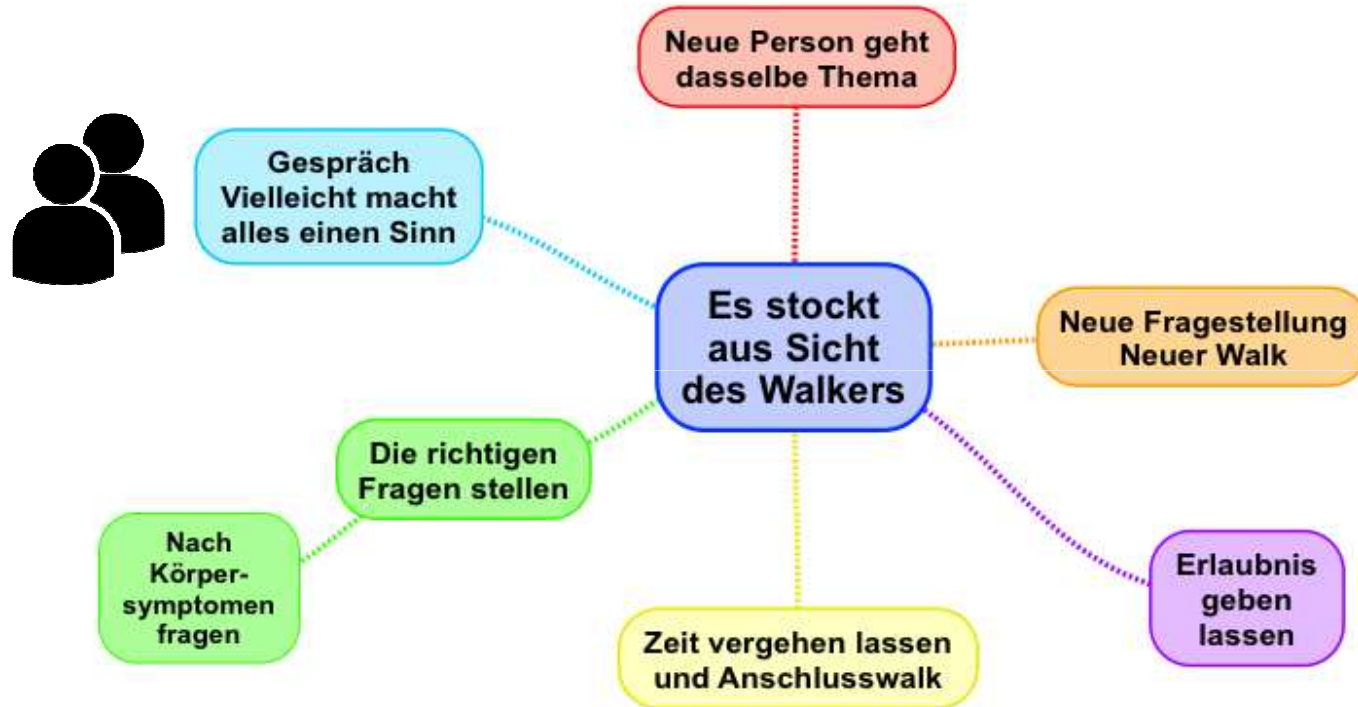 Neue Person geht
dasselbe Thema
Gespräch
Vielleicht macht
alles einen Sinn
Es stockt
aus Sicht
des Walkers
Neue Fragestellung
Neuer Walk
Die richtigen
Fragen stellen
Nach
Körper-
symptomen
fragen
Zeit vergehen lassen
und Anschlusswalk
Erlaubnis
geben
lassen